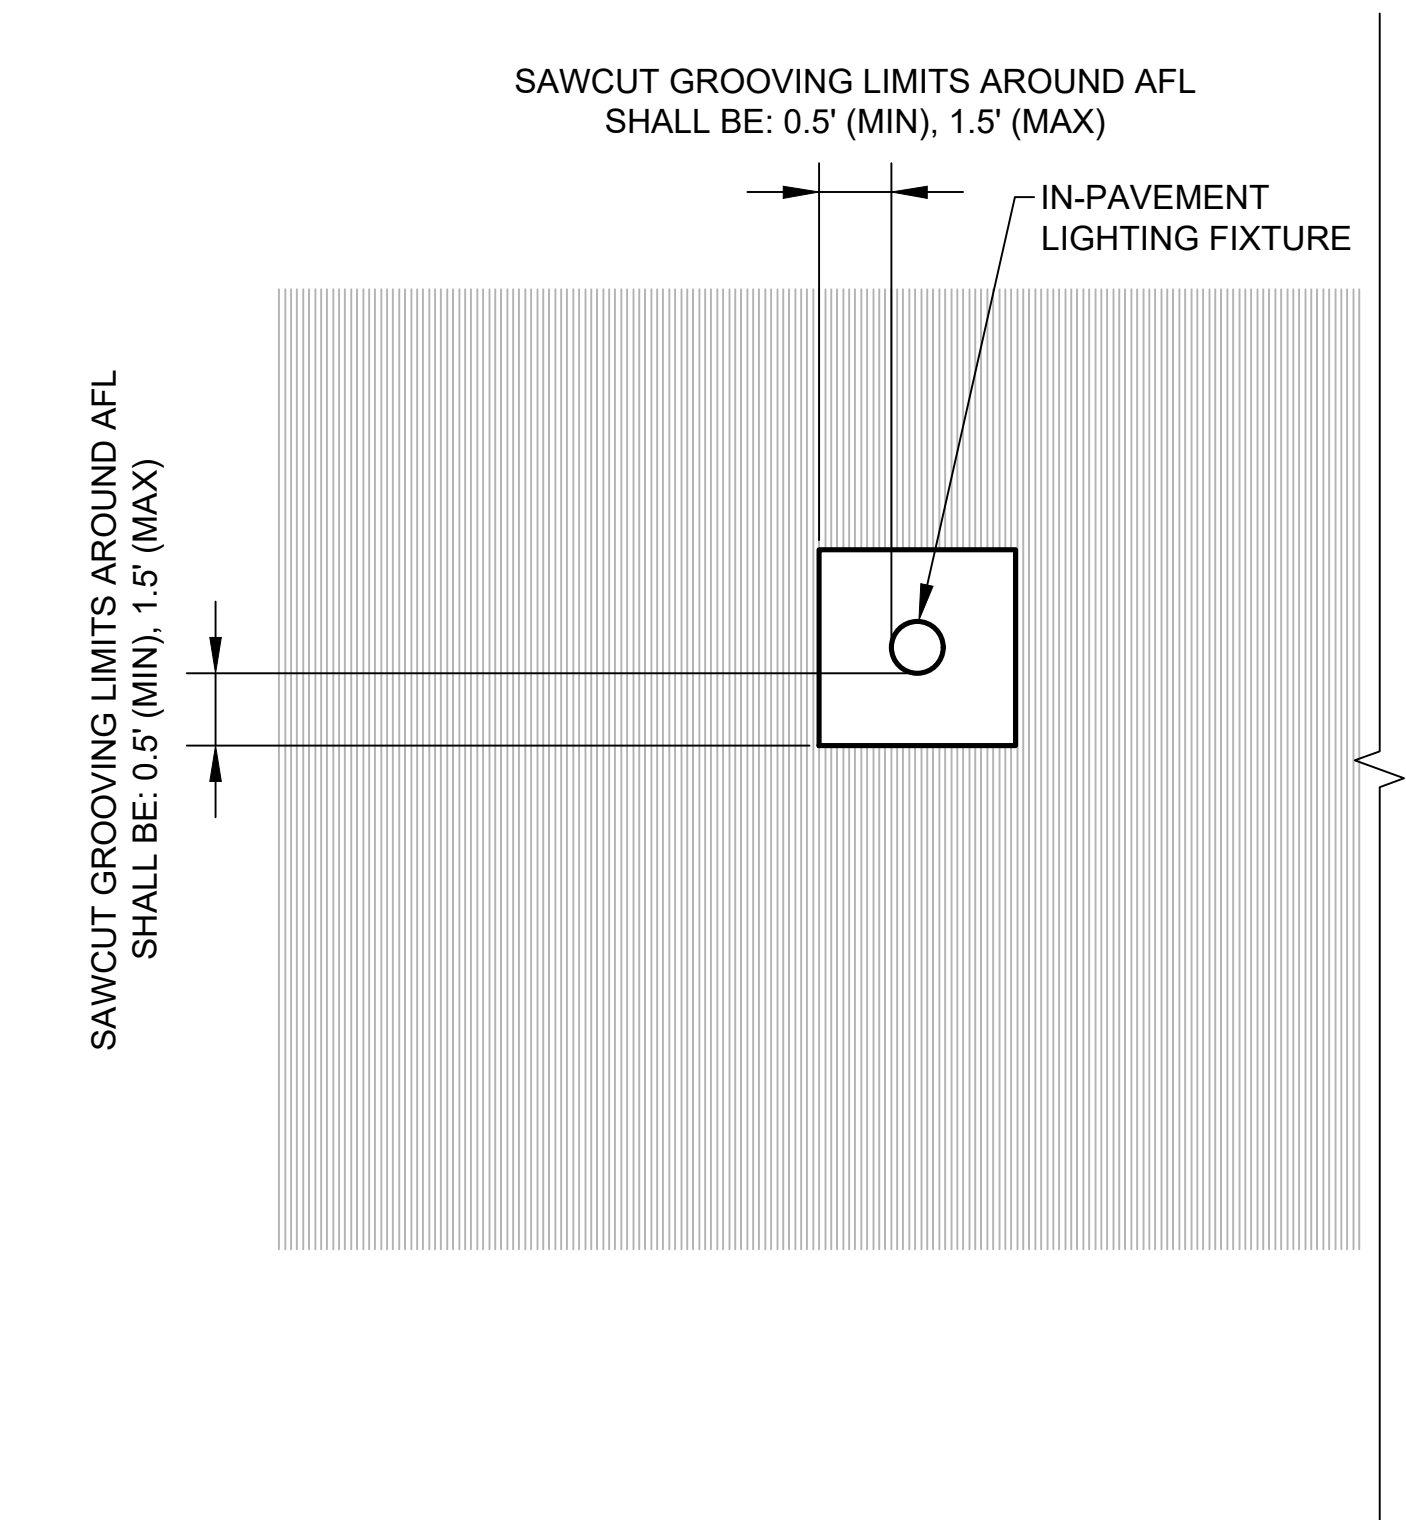 SAWCUT GROOVING LIMITS AROUND AFL
SHALL BE: 0.5' (MIN), 1.5' (MAX)
IN-PAVEMENT
LIGHTING FIXTURE
SAWCUT GROOVING LIMITS AROUND AFL
SHALL BE: 0.5' (MIN), 1.5' (MAX)